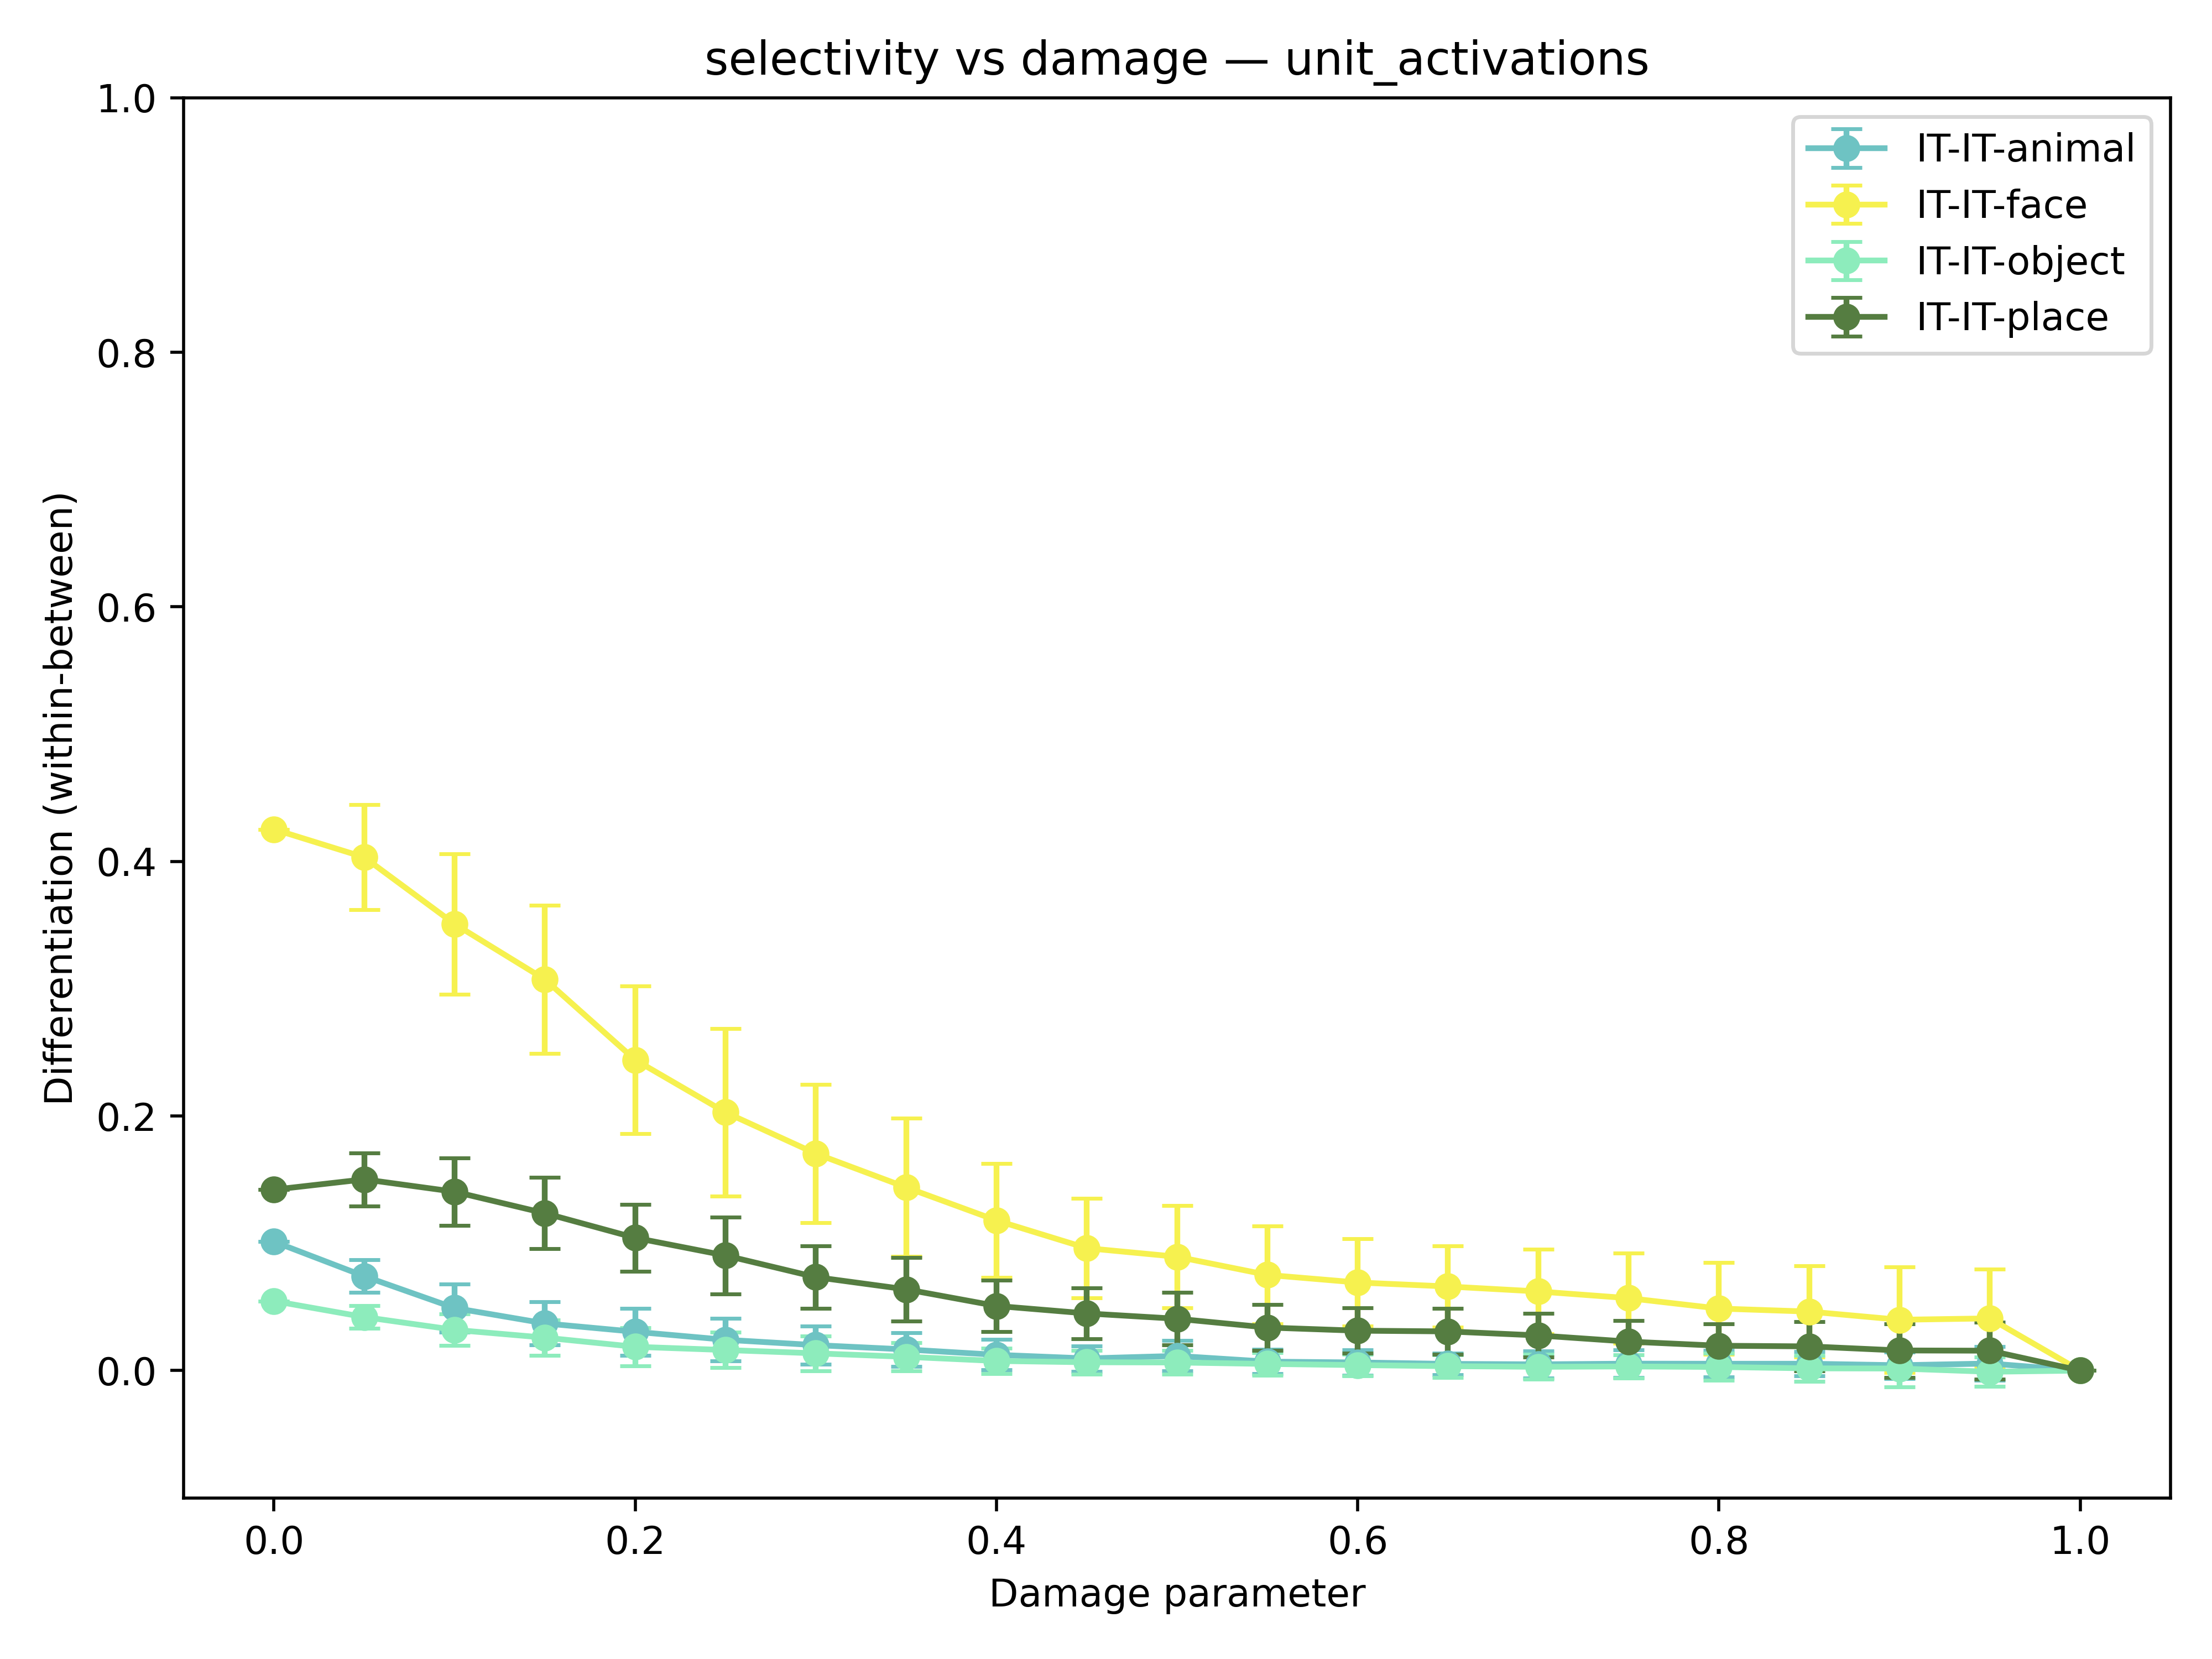 selectivity vs damage — unit_activations
1.0
0.8
0.6
0.4
0.2
0.0
Differentiation (within-between)
IT-IT-animal
IT-IT-face
IT-IT-object
IT-IT-place
0.0 0.2 0.4 0.6 0.8 1.0
Damage parameter